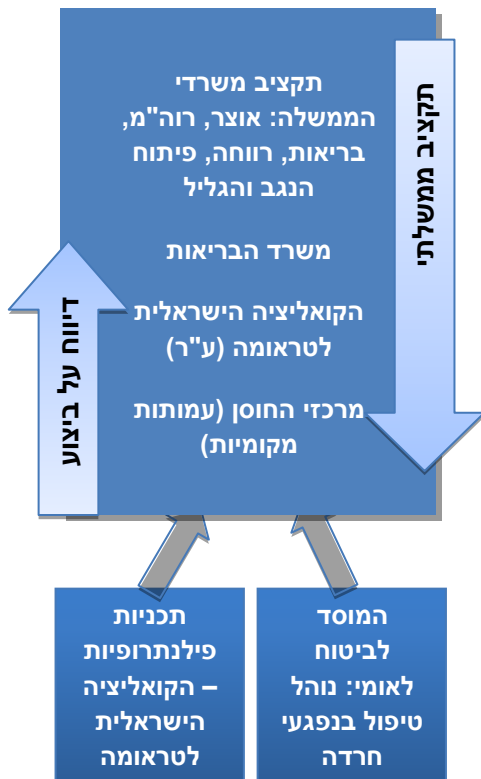 תקציב משרדי
הממשלה: אוצר, רוה"מ,
בריאות, רווחה, פיתוח
הנגב והגליל
משרד הבריאות
הקואליציה הישראלית
לטראומה (ע"ר)
מרכזי החוסן (עמותות
מקומיות)
תקציב ממשלתי
דיווח על ביצוע
המוסד
לביטוח
לאומי: נוהל
טיפול בנפגעי
חרדה
תכניות
פילנתרופיות
– הקואליציה
הישראלית
לטראומה